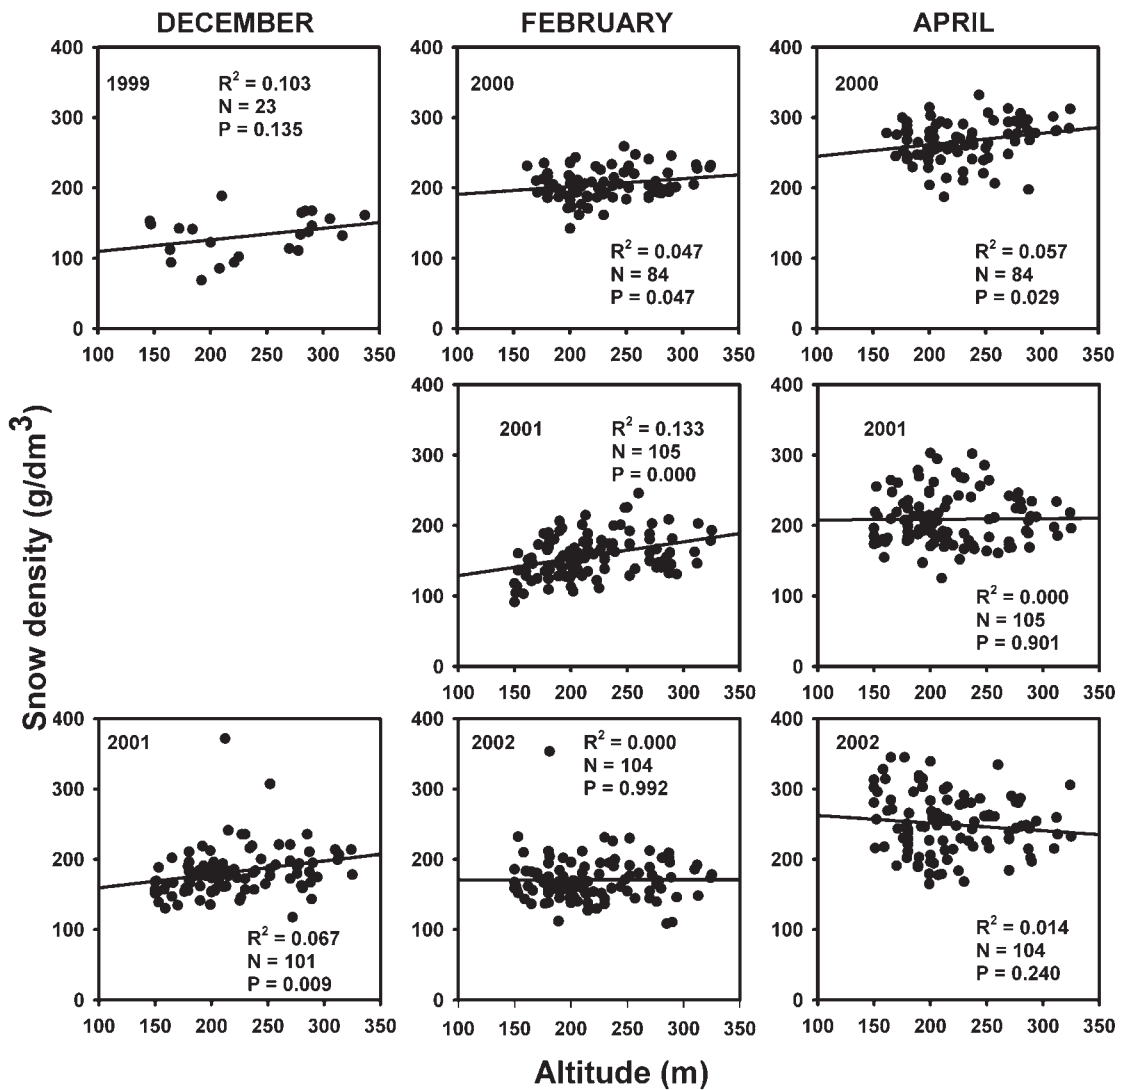 DECEMBER
FEBRUARY
APRIL
400
300
200
100
0
1999
R² = 0.103
N = 23
P = 0.135
100 150 200 250 300 350
400
300
200
100
0
2000
R² = 0.047
N = 84
P = 0.047
100 150 200 250 300 350
400
300
200
100
0
2000
R² = 0.057
N = 84
P = 0.029
100 150 200 250 300 350
Snow density (g/dm³)
400
300
200
100
0
2001
R² = 0.133
N = 105
P = 0.000
100 150 200 250 300 350
400
300
200
100
0
2001
R² = 0.000
N = 105
P = 0.901
100 150 200 250 300 350
400
300
200
100
0
2001
R² = 0.067
N = 101
P = 0.009
100 150 200 250 300 350
400
300
200
100
0
2002
R² = 0.000
N = 104
P = 0.992
100 150 200 250 300 350
400
300
200
100
0
2002
R² = 0.014
N = 104
P = 0.240
100 150 200 250 300 350
Altitude (m)